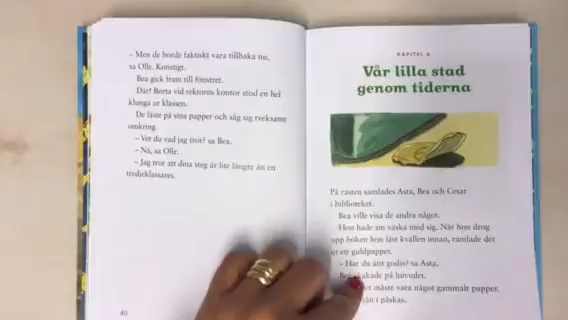 – Men de borde faktiskt vara tillbaka nu,
sa Olle. Konstigt.
Bea gick fram till fönstret.
Där! Borta vid rektorns kontor stod en hel
klunga ur klassen.
De läste på sina papper och såg sig tveksamt
omkring.
– Vet du vad jag tror? sa Bea.
– Nä, sa Olle.
– Jag tror att dina steg är lite längre än en
tredjeklassares.
40
KAPITEL 6
Vår lilla stad
genom tiderna
På rasten samlades Asta, Bea och Cesar
i biblioteket.
Bea ville visa de andra något.
Hon hade sin väska med sig. När hon drog
upp boken hon läst kvällen innan, ramlade det
ett guldpapper.
– Har du ätit godis? sa Asta.
Bea skakade på huvudet.
måste vara något gammalt papper.
i påskas.